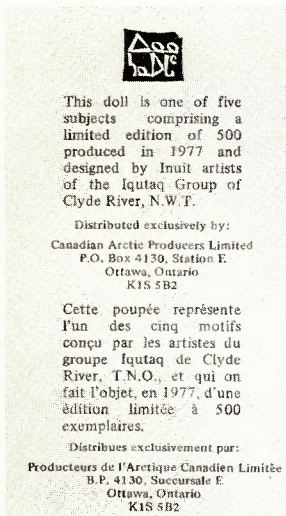 This doll is one of five
subjects comprising a
limited edition of 500
produced in 1977 and
designed by Inuit artists
of the Iqutaq Group of
Clyde River, N.W.T.
Distributed exclusively by:
Canadian Arctic Producers Limited
P.O. Box 4130, Station E
Ottawa, Ontario
K1S 5B2
Cette poupée représente
l'un des cinq motifs
conçu par les artistes du
groupe Iqutaq de Clyde
River, T.N.O., et qui on
fait l'objet, en 1977, d'une
édition limitée à 500
exemplaires.
Distribues exclusivement par:
Producteurs de l'Arctique Canadien Limitée
B.P. 4130, Succursale E
Ottawa, Ontario
K1S 5B2